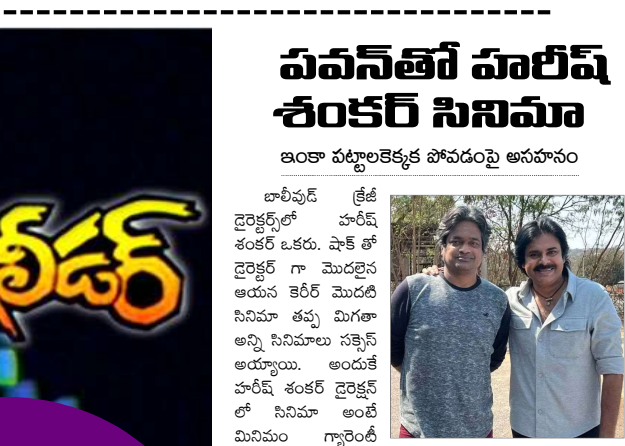 పవన్‌తో హరీష్
శంకర్ సినిమా
ఇంకా పట్టాలకెక్కక పోవడంపై అసహనం
బాలీవుడ్ క్రేజీ
డైరెక్టర్స్‌లో హరీష్
శంకర్ ఒకరు. షాక్ తో
డైరెక్టర్ గా మొదలైన
ఆయన కెరీర్ మొదటి
సినిమా తప్ప మిగతా
అన్ని సినిమాలు సక్సెస్
అయ్యాయి. అందుకే
హరీష్ శంకర్ డైరెక్షన్
లో సినిమా అంటే
మినిమం గ్యారెంటీ